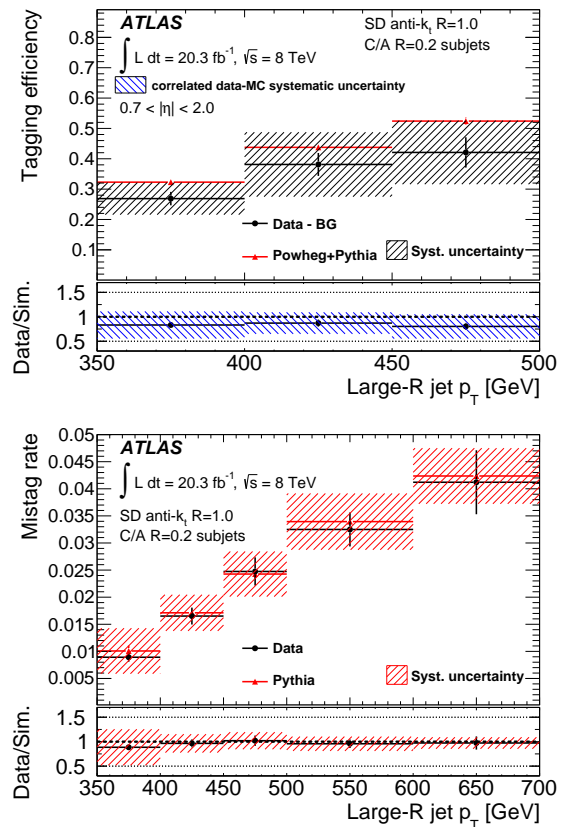 ATLAS
SD anti-kt R=1.0
C/A R=0.2 subjets
∫ L dt = 20.3 fb⁻¹, √s = 8 TeV
correlated data-MC systematic uncertainty
0.7 < |η| < 2.0
Tagging efficiency
0.8
0.7
0.6
0.5
0.4
0.3
0.2
0.1
Data - BG
Powheg+Pythia
Syst. uncertainty
Data/Sim.
1.5
1
0.5
350 400 450 500
Large-R jet pT [GeV]
Mistag rate
0.05
0.045
0.04
0.035
0.03
0.025
0.02
0.015
0.01
0.005
ATLAS
∫ L dt = 20.3 fb⁻¹, √s = 8 TeV
SD anti-kt R=1.0
C/A R=0.2 subjets
Data
Pythia
Syst. uncertainty
Data/Sim.
1.5
1
0.5
350 400 450 500 550 600 650 700
Large-R jet pT [GeV]